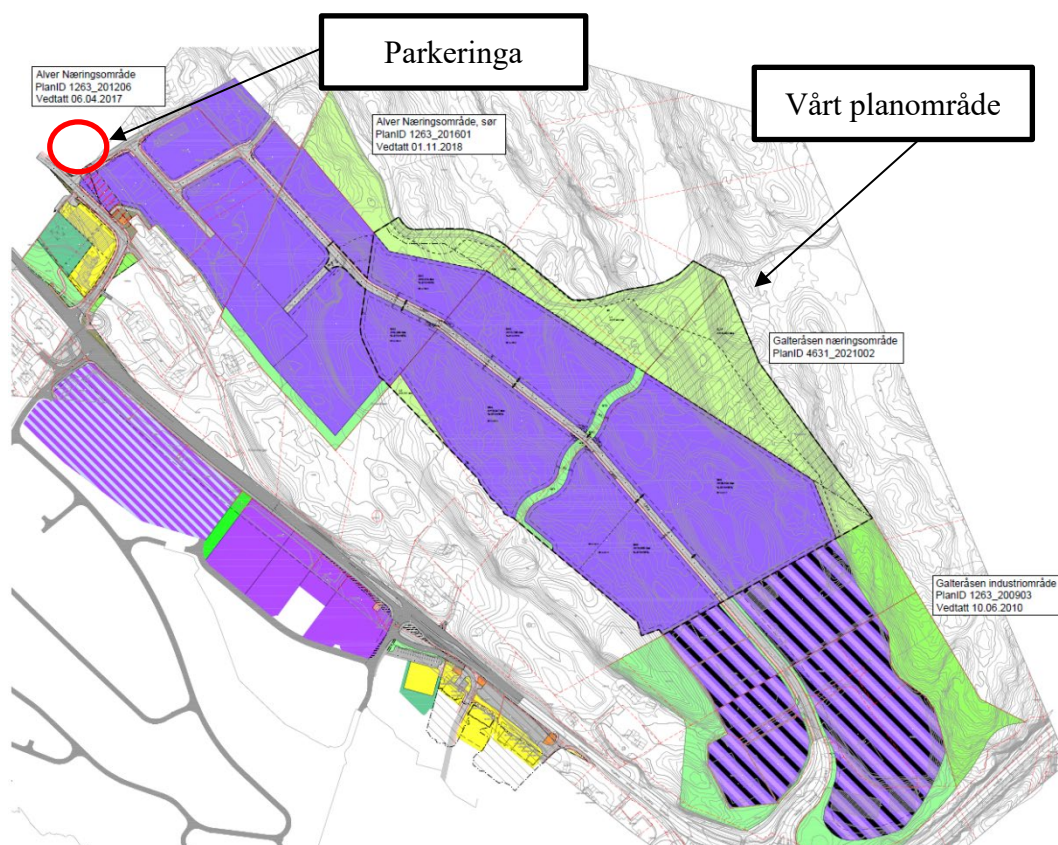 Parkeringa
Vårt planområde
Alver Næringsområde
PlanID 1263_201206
Vedtatt 06.04.2017
Alver Næringsområde, sør
PlanID 1263_201601
Vedtatt 01.11.2018
Galteråsen næringsområde
PlanID 4631_2021002
Galteråsen industriområde
PlanID 1263_200903
Vedtatt 10.06.2010